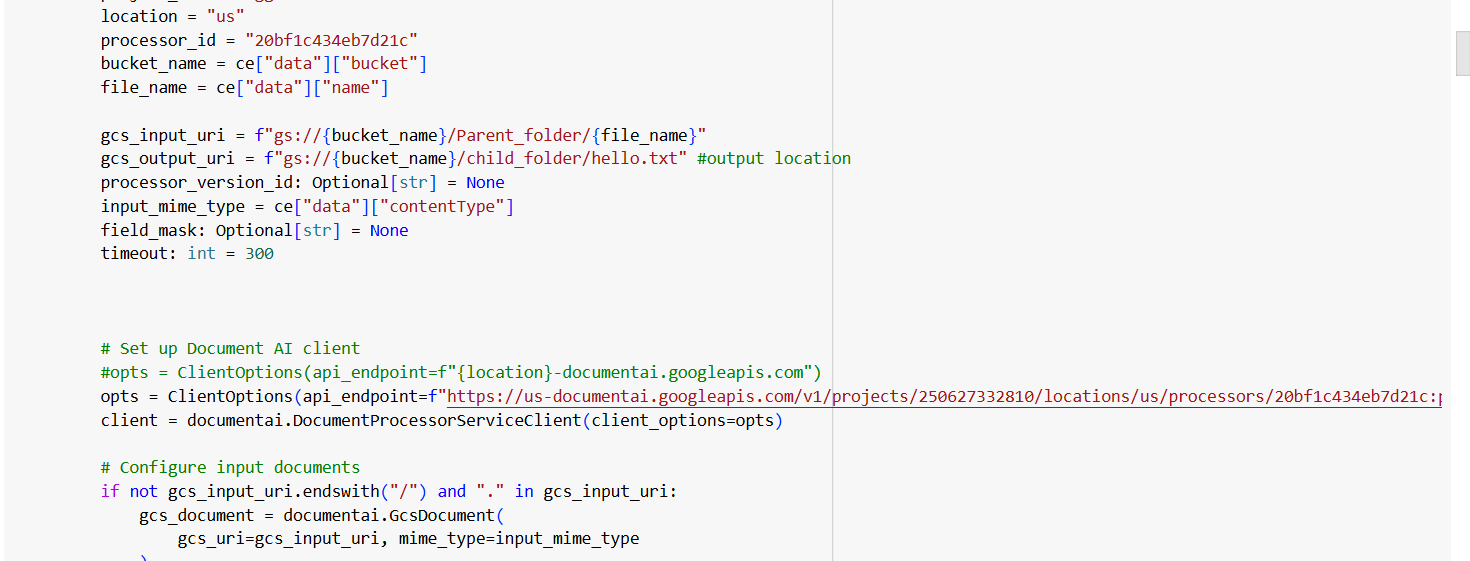 location = "us"
processor_id = "20bf1c434eb7d21c"
bucket_name = ce["data"]["bucket"]
file_name = ce["data"]["name"]
gcs_input_uri = f"gs://{bucket_name}/Parent_folder/{file_name}"
gcs_output_uri = f"gs://{bucket_name}/child_folder/hello.txt" #output location
processor_version_id: Optional[str] = None
input_mime_type = ce["data"]["contentType"]
field_mask: Optional[str] = None
timeout: int = 300
# Set up Document AI client
#opts = ClientOptions(api_endpoint=f"{location}-documentai.googleapis.com")
opts = ClientOptions(api_endpoint=f"https://us-documentai.googleapis.com/v1/projects/250627332810/locations/us/processors/20bf1c434eb7d21c:p
client = documentai.DocumentProcessorServiceClient(client_options=opts)
# Configure input documents
if not gcs_input_uri.endswith("/") and "." in gcs_input_uri:
gcs_document = documentai.GcsDocument(
gcs_uri=gcs_input_uri, mime_type=input_mime_type